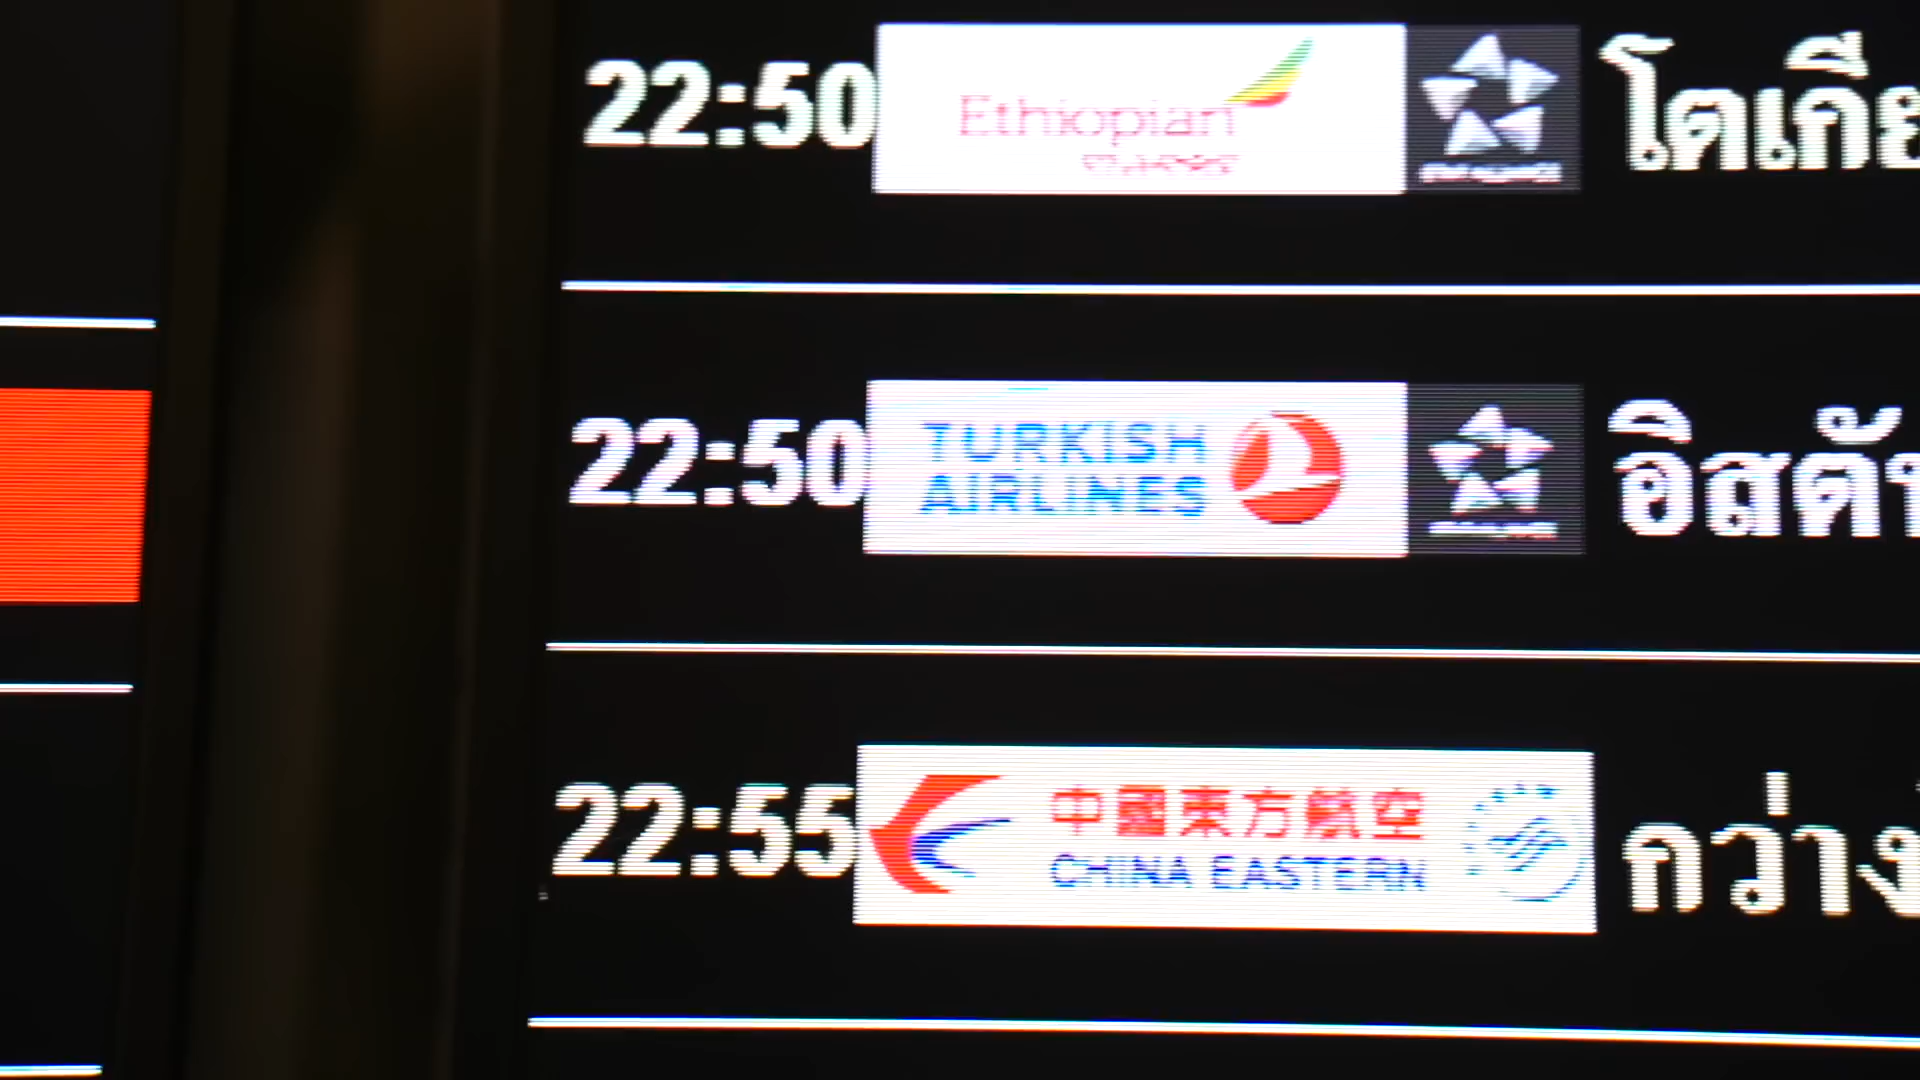 22:50 Ethiopian โตเกีย
22:50 TURKISH AIRLINES อิสตัน
22:55 中國東方航空 CHINA EASTERN กว่าง